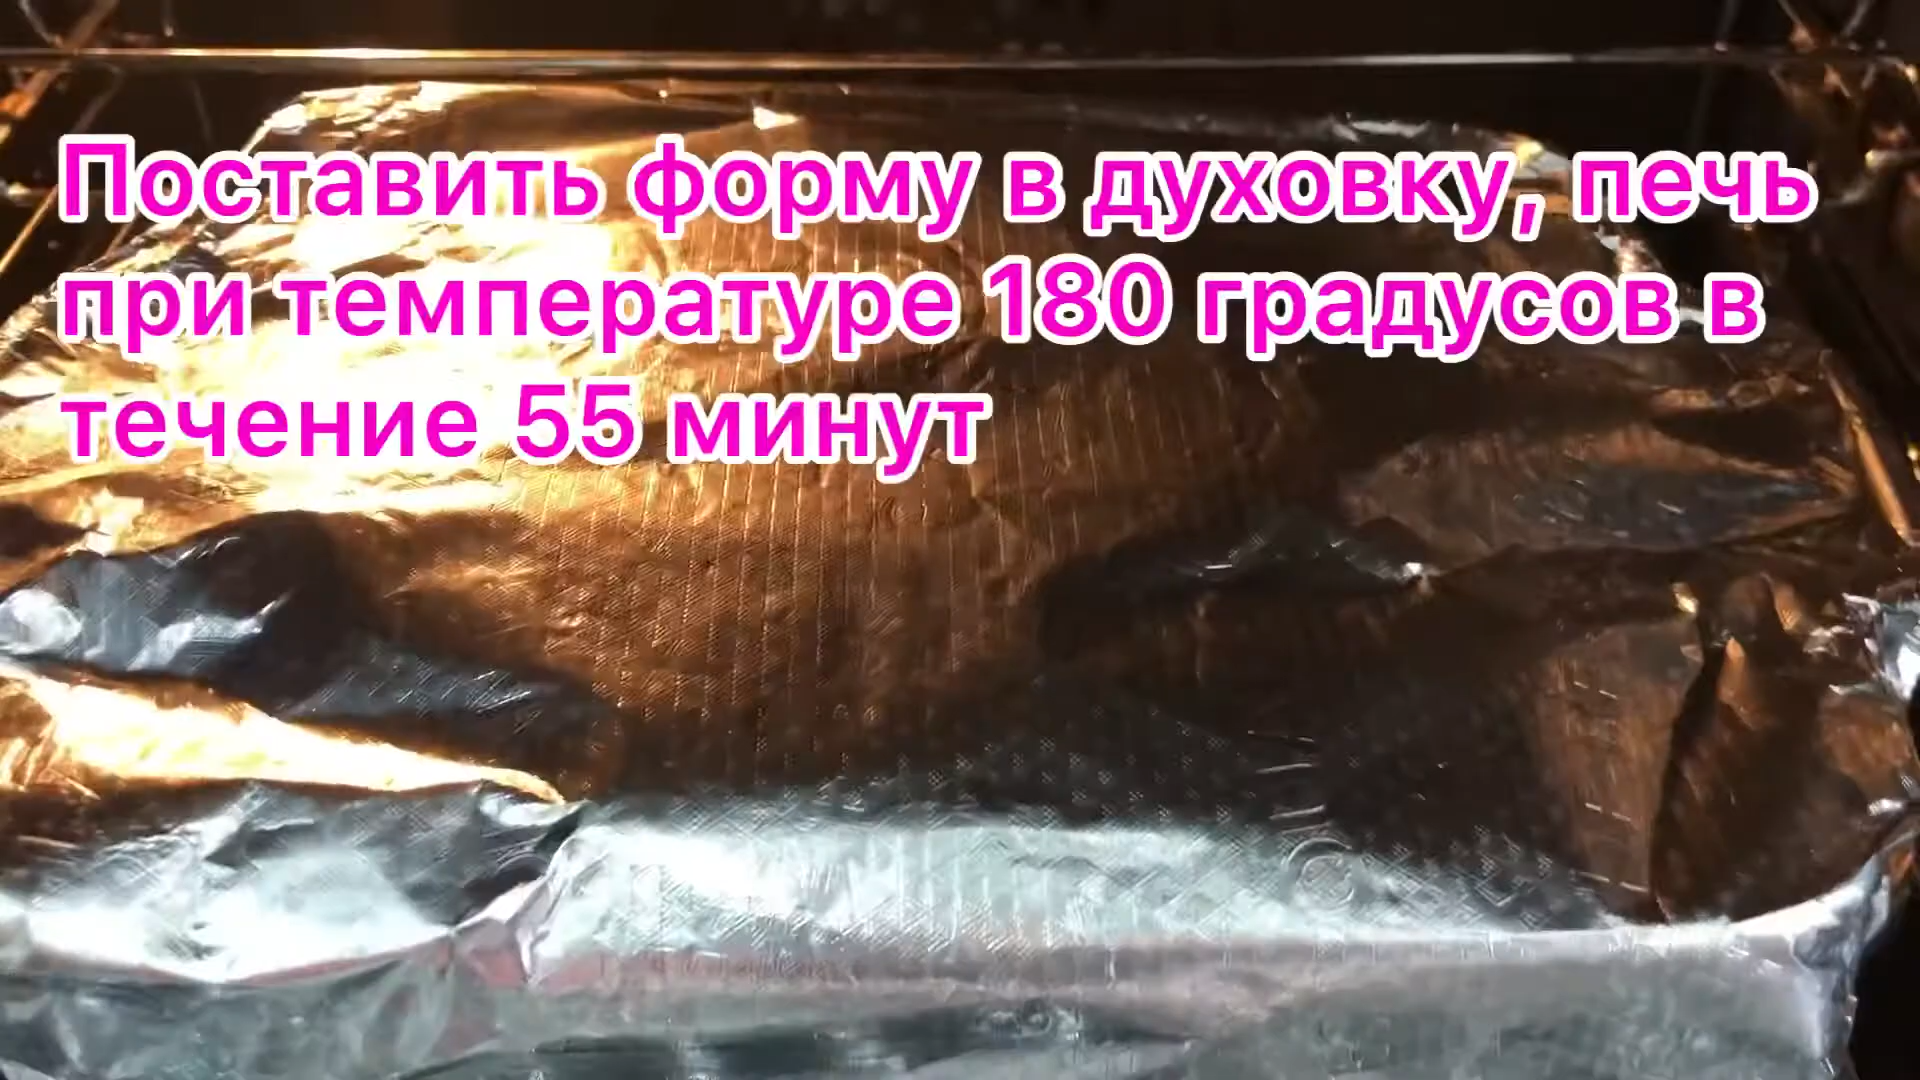 Поставить форму в духовку, печь
при температуре 180 градусов в
течение 55 минут